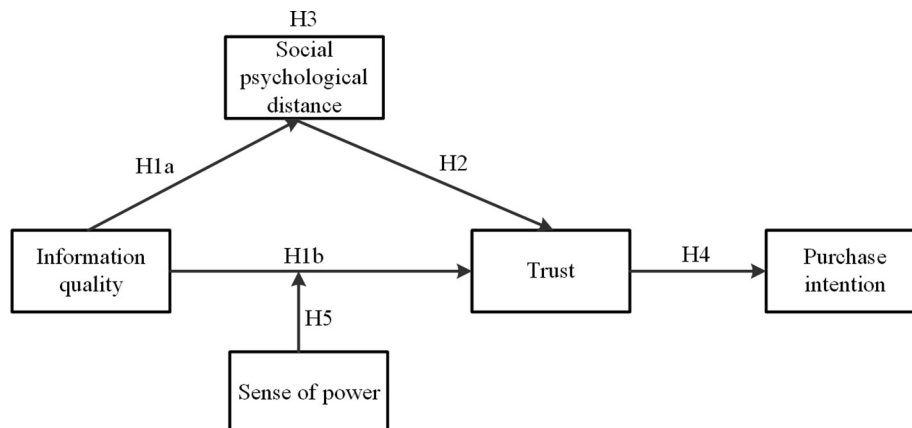 H3
Social
psychological
distance
H1a
H2
Information
quality
H1b
Trust
H4
Purchase
intention
H5
Sense of power